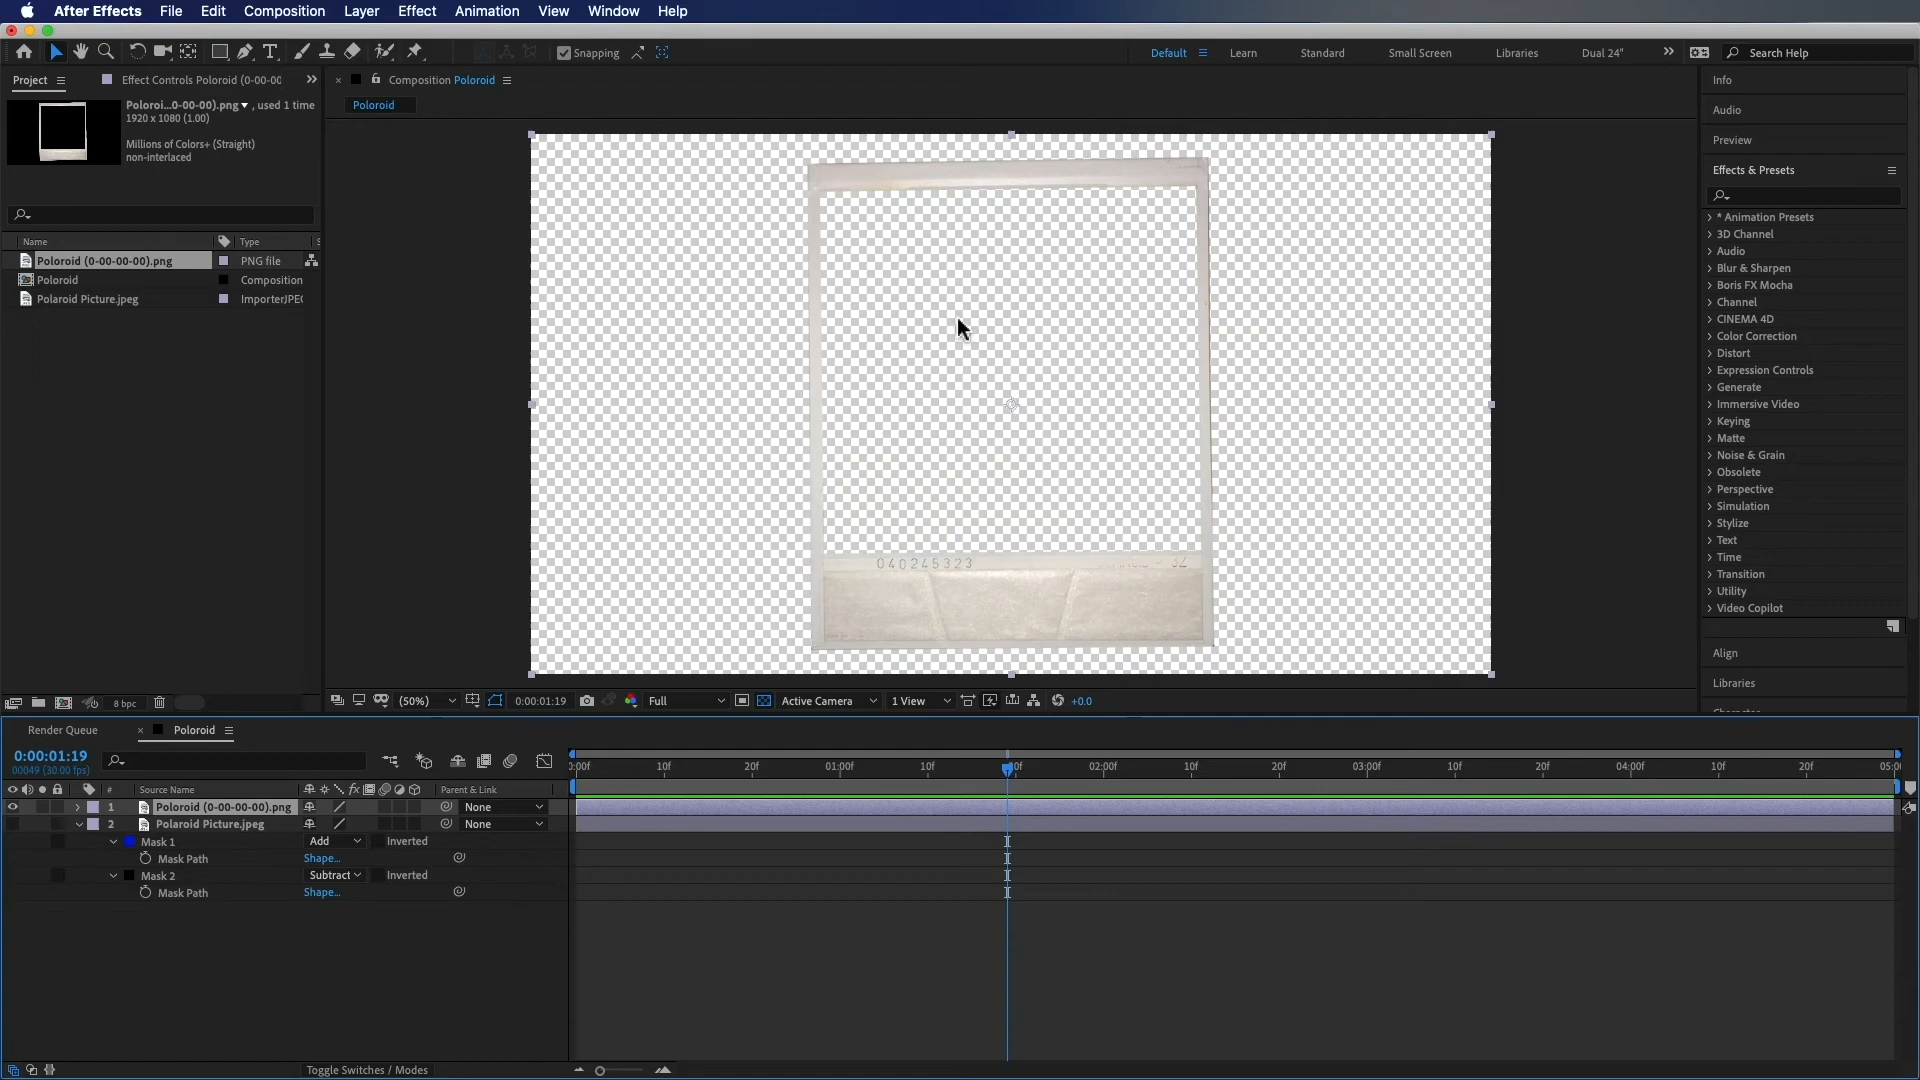 After Effects File Edit Composition Layer Effect Animation View Window Help
Snapping Default Learn Standard Small Screen Libraries Dual 24" Search Help
Project Effect Controls Poloroid (0-00-00
Composition Poloroid
Poloroid
Poloroi...0-00-00).png , used 1 time
1920 x 1080 (1.00)
Millions of Colors+ (Straight)
non-interlaced
Name Type
Poloroid (0-00-00-00).png PNG file
Poloroid Composition
Polaroid Picture.jpeg ImporterJPEG
8 bpc
040245323
32
(50%) 0:00:01:19 Full Active Camera 1 View +0.0
Info
Audio
Preview
Effects & Presets
* Animation Presets
3D Channel
Audio
Blur & Sharpen
Boris FX Mocha
Channel
CINEMA 4D
Color Correction
Distort
Expression Controls
Generate
Immersive Video
Keying
Matte
Noise & Grain
Obsolete
Perspective
Simulation
Stylize
Text
Time
Transition
Utility
Video Copilot
Align
Libraries
Render Queue Poloroid
0:00:01:19
00049 (30.00 fps)
0:00f 10f 20f 01:00f 10f 20f 02:00f 10f 20f 03:00f 10f 20f 04:00f 10f 20f 05:0
# Source Name fx Parent & Link
1 Poloroid (0-00-00-00).png None
2 Polaroid Picture.jpeg None
Mask 1 Add Inverted
Mask Path Shape...
Mask 2 Subtract Inverted
Mask Path Shape...
Toggle Switches / Modes